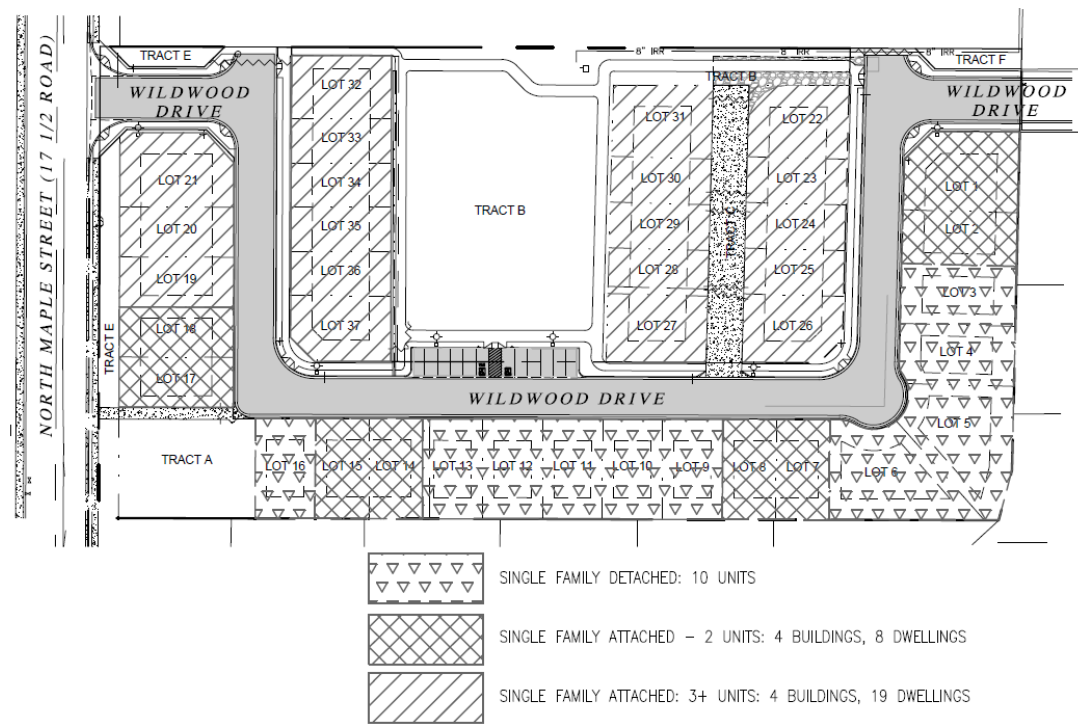 TRACT E
8" IRR
8" IRR
8" IRR
TRACT F
WILDWOOD
DRIVE
LOT 32
TRACT B
WILDWOOD
DRIVE
NORTH MAPLE STREET (17 1/2 ROAD)
LOT 31
LOT 22
LOT 33
LOT 21
LOT 34
LOT 30
LOT 23
LOT 1
TRACT B
LOT 20
LOT 35
LOT 29
TRACT C
LOT 24
LOT 2
LOT 19
LOT 36
LOT 28
LOT 25
LOT 3
TRACT E
LOT 18
LOT 37
LOT 27
LOT 26
LOT 4
LOT 17
WILDWOOD DRIVE
LOT 5
TRACT A
LOT 16
LOT 15
LOT 14
LOT 13
LOT 12
LOT 11
LOT 10
LOT 9
LOT 8
LOT 7
LOT 6
SINGLE FAMILY DETACHED: 10 UNITS
SINGLE FAMILY ATTACHED - 2 UNITS: 4 BUILDINGS, 8 DWELLINGS
SINGLE FAMILY ATTACHED: 3+ UNITS: 4 BUILDINGS, 19 DWELLINGS